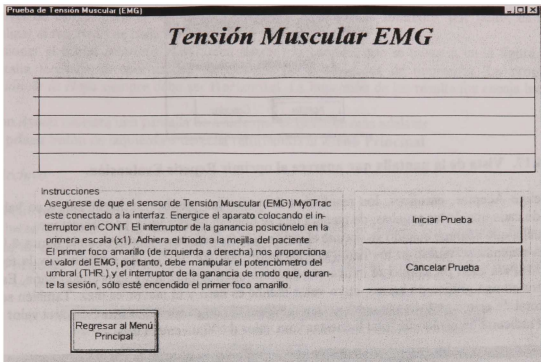 Prueba de Tensión Muscular (EMG)
Tensión Muscular EMG
Instrucciones
Asegúrese de que el sensor de Tensión Muscular (EMG) MyoTrac
este conectado a la interfaz. Energice el aparato colocando el in-
terruptor en CONT. El interruptor de la ganancia posiciónelo en la
primera escala (x1). Adhiera el triodo a la mejilla del paciente.
El primer foco amarillo (de izquierda a derecha) nos proporciona
el valor del EMG, por tanto, debe manipular el potenciómetro del
umbral (THR.) y el interruptor de la ganancia de modo que, duran-
te la sesión, sólo esté encendido el primer foco amarillo.
Iniciar Prueba
Cancelar Prueba
Regresar al Menú
Principal